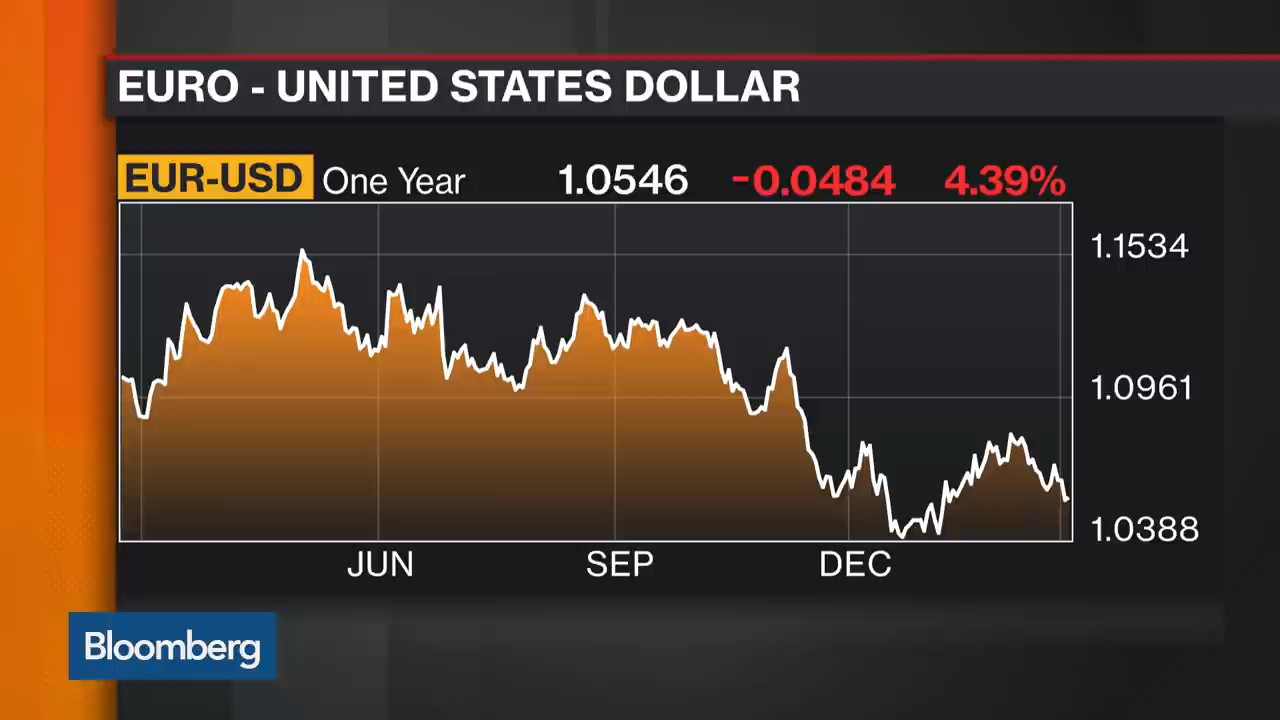 EURO - UNITED STATES DOLLAR
EUR-USD One Year 1.0546 -0.0484 4.39%
1.1534
1.0961
1.0388
JUN SEP DEC
Bloomberg